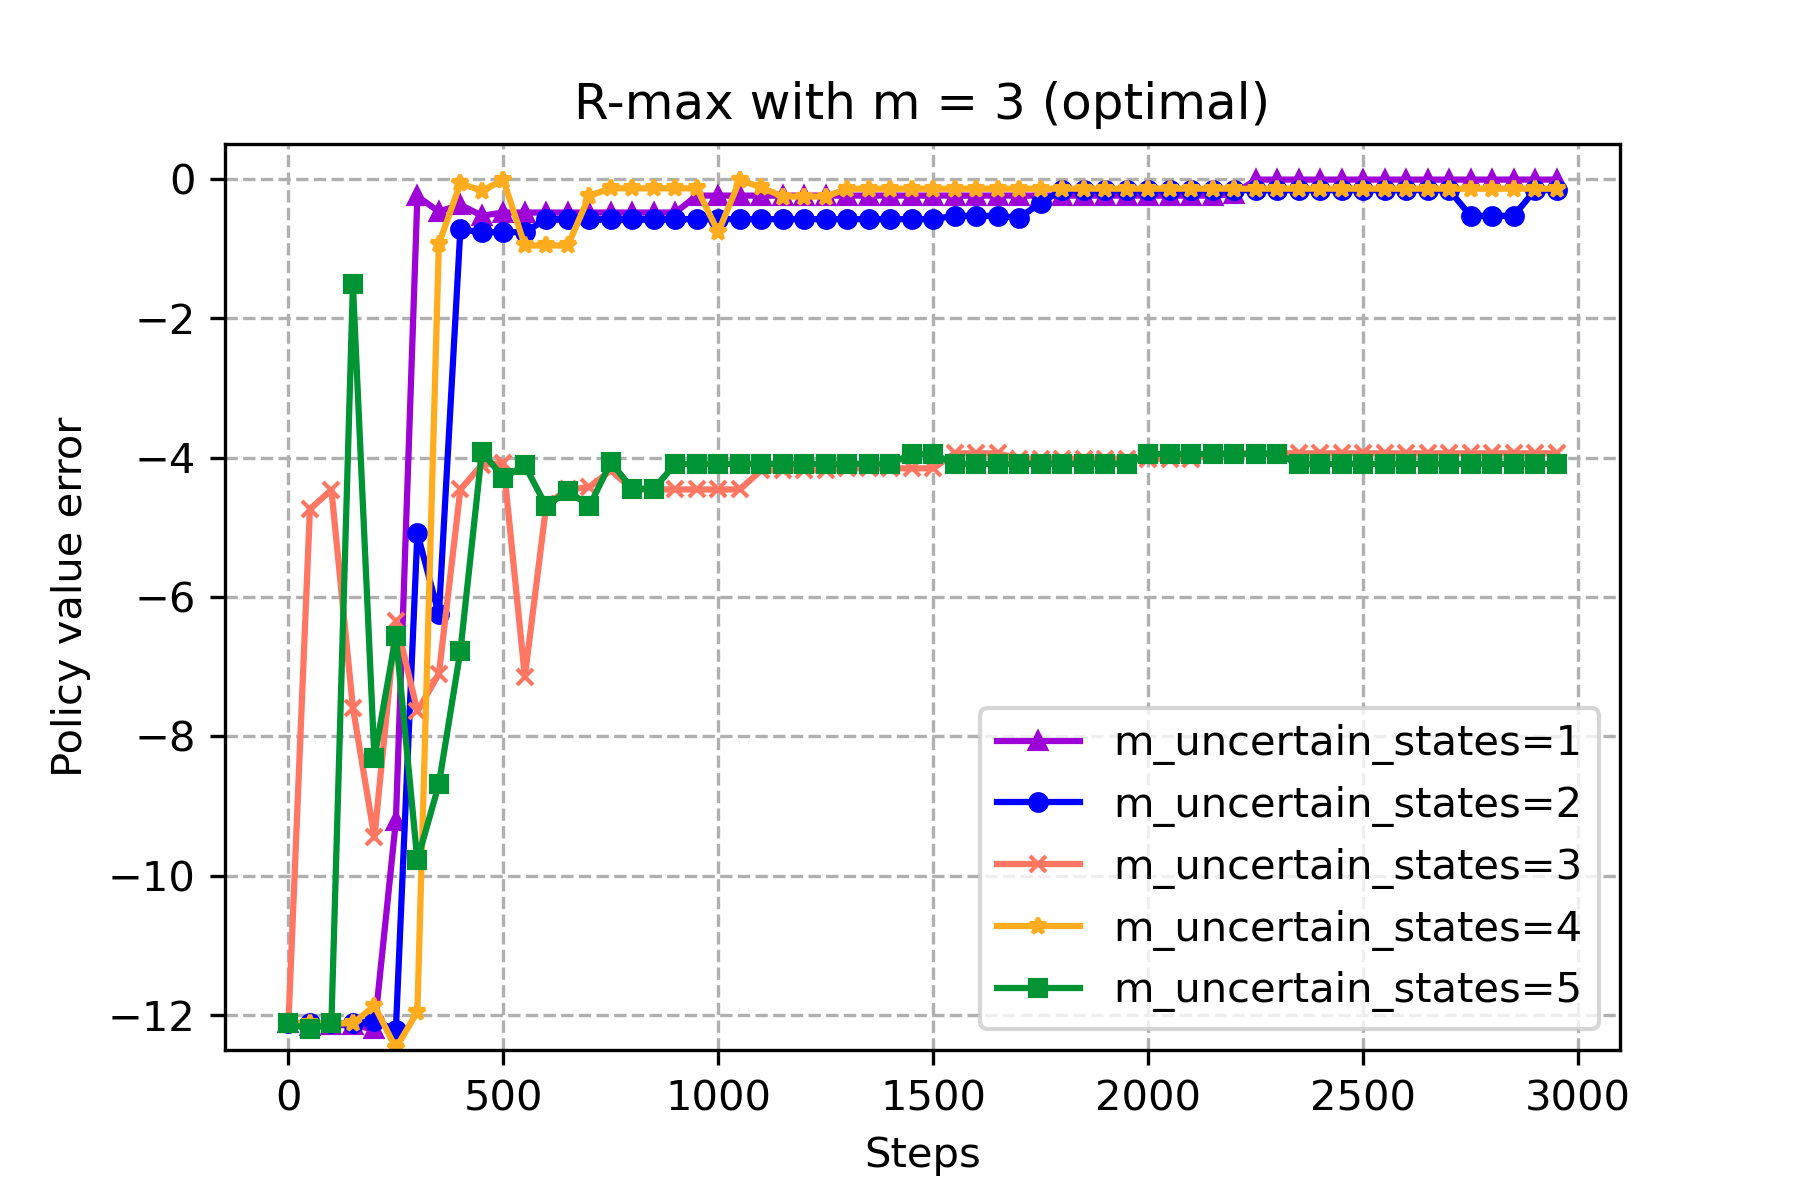 R-max with m = 3 (optimal)
Policy value error
0
−2
−4
−6
−8
−10
−12
0 500 1000 1500 2000 2500 3000
Steps
m_uncertain_states=1
m_uncertain_states=2
m_uncertain_states=3
m_uncertain_states=4
m_uncertain_states=5